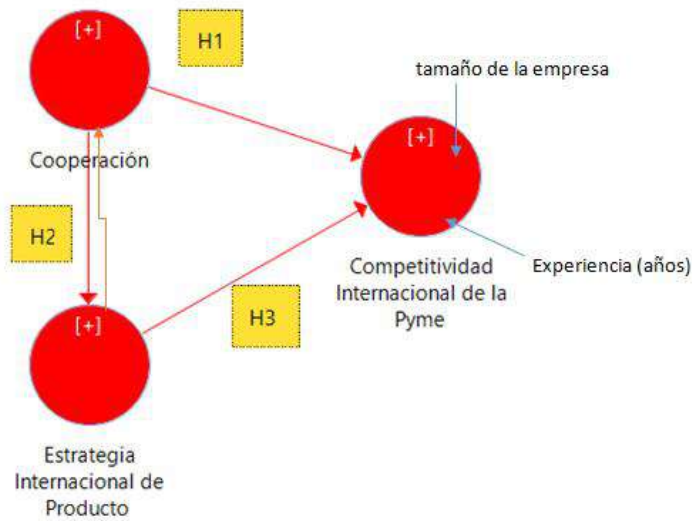 [+]
H1
Cooperación
tamaño de la empresa
[+]
H2
Competitividad
Internacional de la
Pyme
Experiencia (años)
H3
[+]
Estrategia
Internacional de
Producto